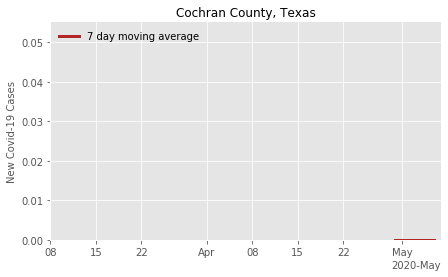 Cochran County, Texas
7 day moving average
New Covid-19 Cases
0.05
0.04
0.03
0.02
0.01
0.00
08 15 22 Apr 08 15 22 May
2020-May